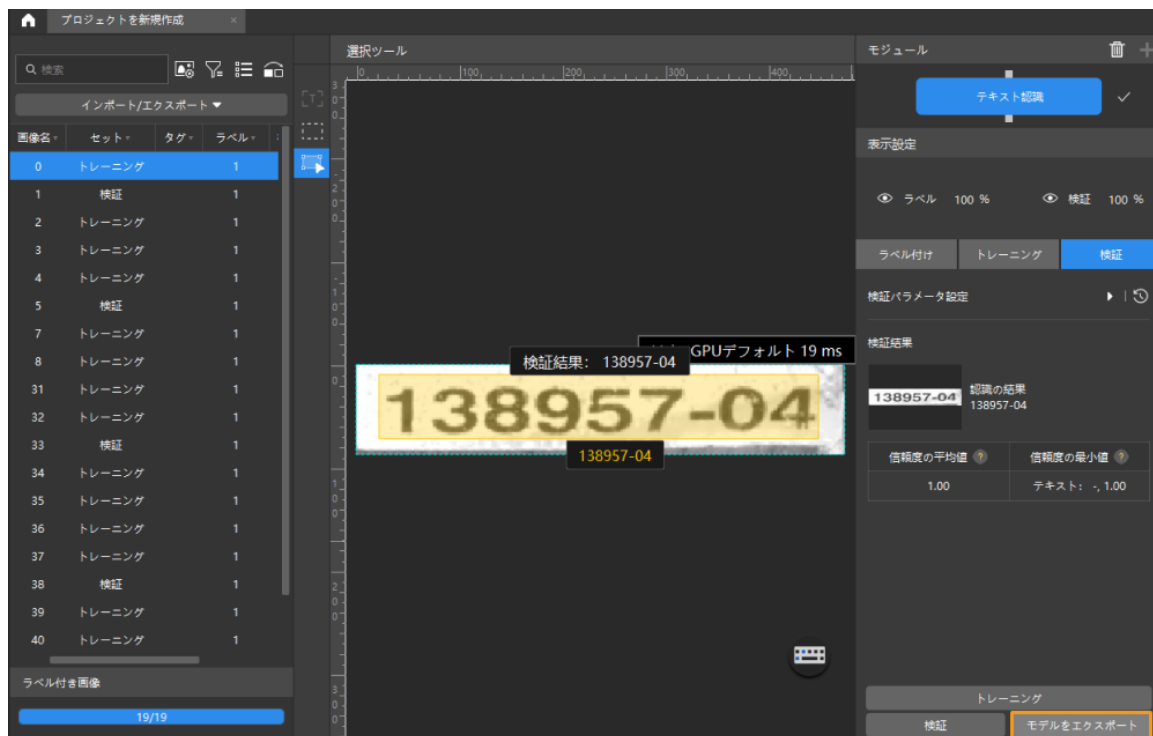 プロジェクトを新規作成 ×
検索
インポート/エクスポート ▼
画像名 セット タグ ラベル
0 トレーニング 1
1 検証 1
2 トレーニング 1
3 トレーニング 1
4 トレーニング 1
5 検証 1
7 トレーニング 1
8 トレーニング 1
31 トレーニング 1
32 トレーニング 1
33 検証 1
34 トレーニング 1
35 トレーニング 1
36 トレーニング 1
37 トレーニング 1
38 検証 1
39 トレーニング 1
40 トレーニング 1
ラベル付き画像
19/19
選択ツール
0 100 200 300 400
GPUデフォルト 19 ms
検証結果: 138957-04
138957-04
138957-04
モジュール
テキスト認識
表示設定
ラベル 100 % 検証 100 %
ラベル付け トレーニング 検証
検証パラメータ設定
検証結果
138957-04
認識の結果
138957-04
信頼度の平均値 ? 信頼度の最小値 ?
1.00 テキスト: -, 1.00
トレーニング
検証 モデルをエクスポート